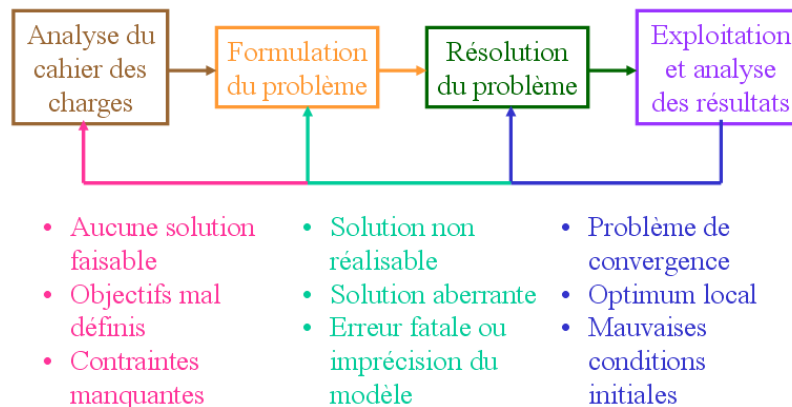 Analyse du
cahier des
charges
Formulation
du problème
Résolution
du problème
Exploitation
et analyse
des résultats
• Aucune solution
faisable
• Objectifs mal
définis
• Contraintes
manquantes
• Solution non
réalisable
• Solution aberrante
• Erreur fatale ou
imprécision du
modèle
• Problème de
convergence
• Optimum local
• Mauvaises
conditions
initiales